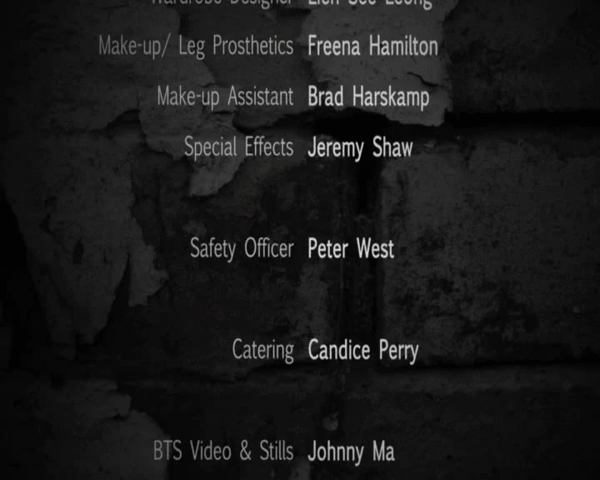 Wardrobe Designer Lien See Leong
Make-up/ Leg Prosthetics Freena Hamilton
Make-up Assistant Brad Harskamp
Special Effects Jeremy Shaw
Safety Officer Peter West
Catering Candice Perry
BTS Video & Stills Johnny Ma